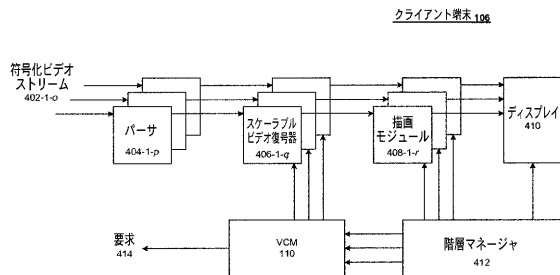 クライアント端末 106
符号化ビデオ
ストリーム
402-1-o
パーサ
404-1-p
スケーラブル
ビデオ復号器
406-1-q
描画
モジュール
408-1-r
ディスプレイ
410
要求
414
VCM
110
階層マネージャ
412